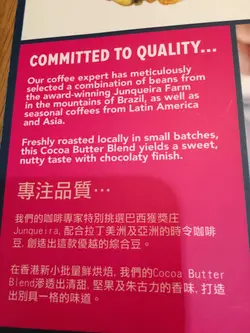 COMMITTED TO QUALITY...
Our coffee expert has meticulously
selected a combination of beans from
the award-winning Junqueira Farm
in the mountains of Brazil, as well as
seasonal coffees from Latin America
and Asia.
Freshly roasted locally in small batches,
this Cocoa Butter Blend yields a sweet,
nutty taste with chocolaty finish.
專注品質...
我們的咖啡專家特別挑選巴西獲獎莊
Junqueira, 配合拉丁美洲及亞洲的時令咖啡
豆, 創造出這款優越的綜合豆。
在香港新小批量鮮烘焙, 我們的Cocoa Butter
Blend滲透出清甜, 堅果及朱古力的香味, 打造
出別具一格的味道。